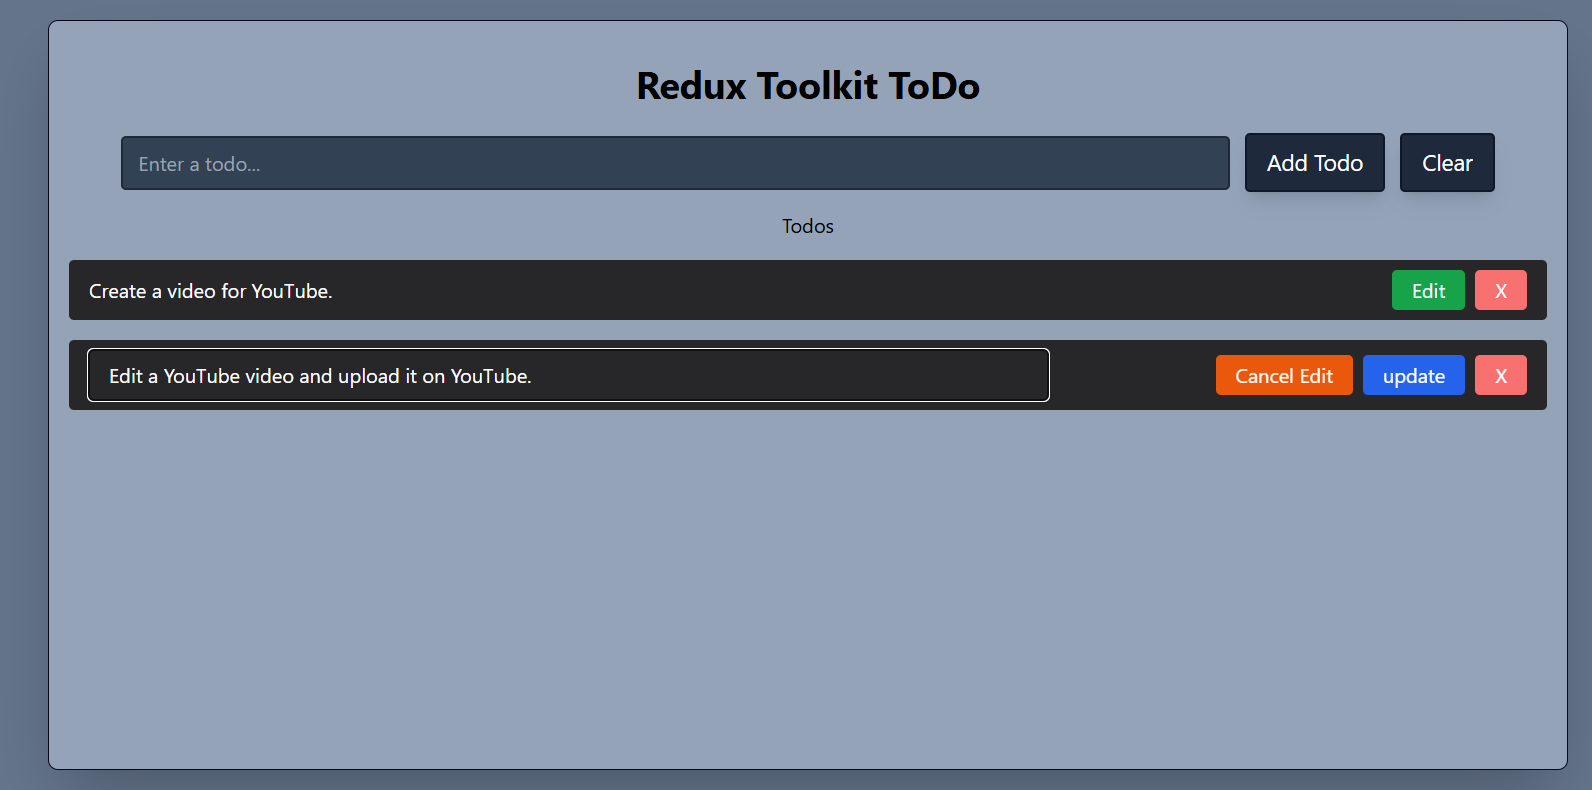 Redux Toolkit ToDo
Enter a todo... Add Todo Clear
Todos
Create a video for YouTube. Edit X
Edit a YouTube video and upload it on YouTube. Cancel Edit update X